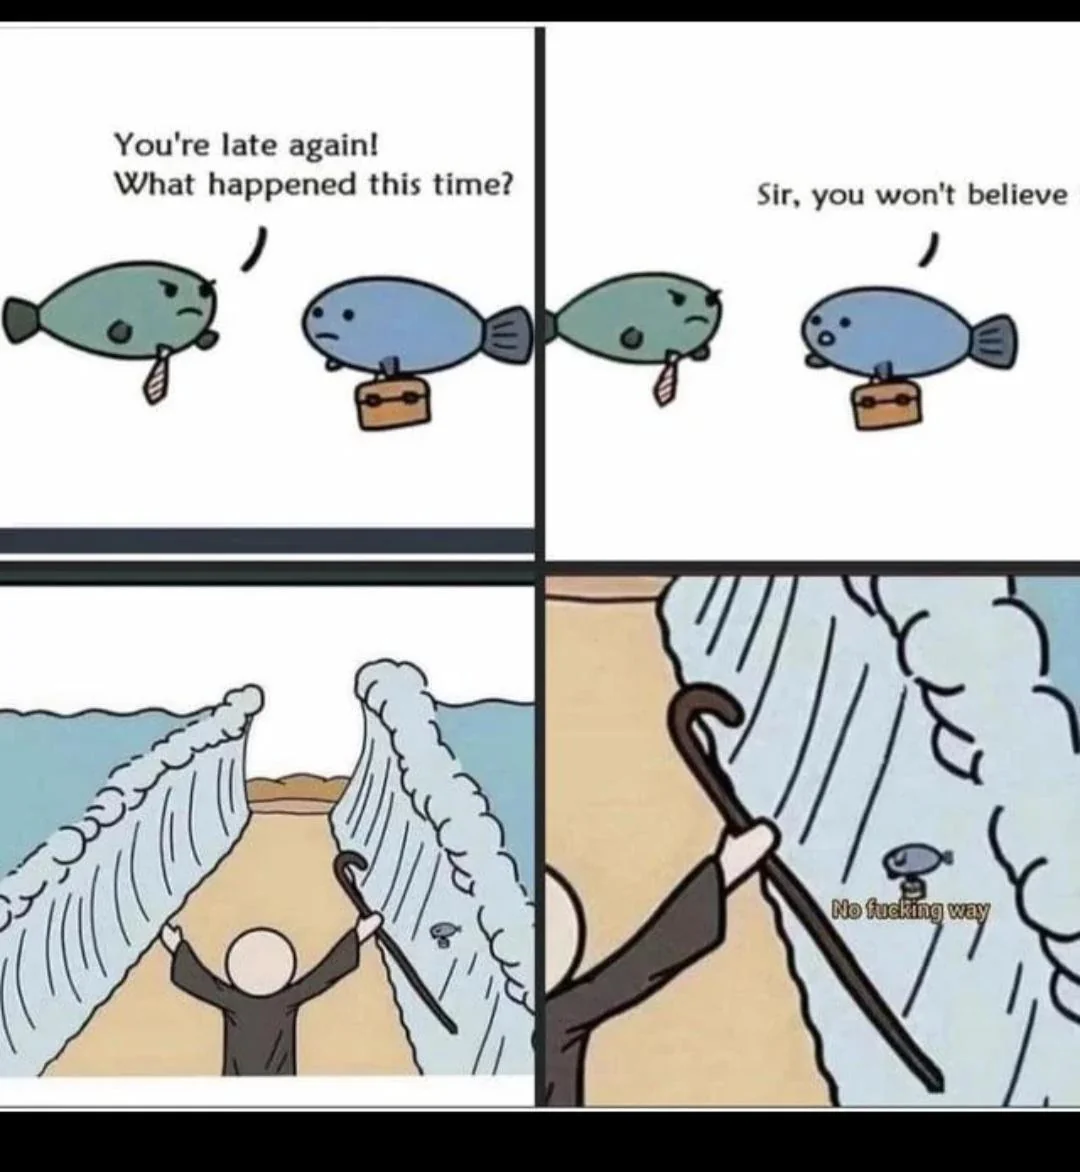 You're late again!
What happened this time?
Sir, you won't believe
No fucking way